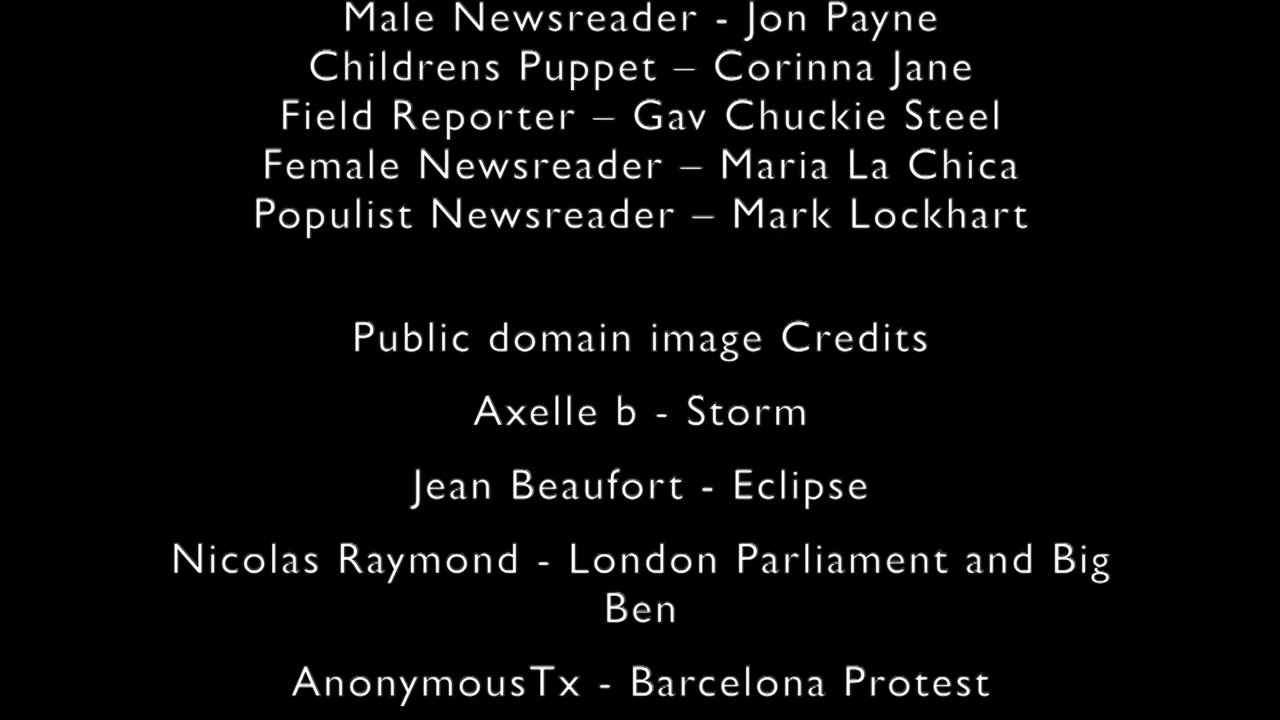 Male Newsreader - Jon Payne
Childrens Puppet – Corinna Jane
Field Reporter – Gav Chuckie Steel
Female Newsreader – Maria La Chica
Populist Newsreader – Mark Lockhart
Public domain image Credits
Axelle b - Storm
Jean Beaufort - Eclipse
Nicolas Raymond - London Parliament and Big
Ben
AnonymousTx - Barcelona Protest